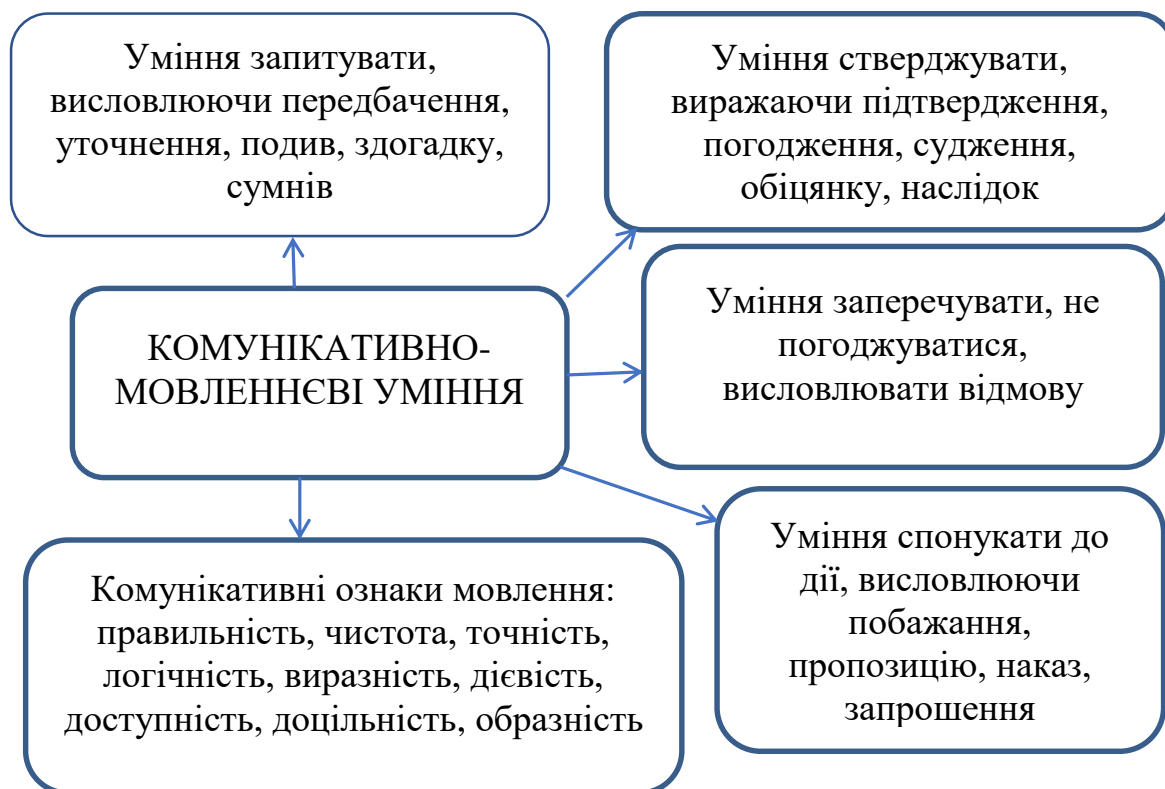 Уміння запитувати,
висловлюючи передбачення,
уточнення, подив, здогадку,
сумнів
Уміння стверджувати,
виражаючи підтвердження,
погодження, судження,
обіцянку, наслідок
КОМУНІКАТИВНО-
МОВЛЕННЄВІ УМІННЯ
Уміння заперечувати, не
погоджуватися,
висловлювати відмову
Комунікативні ознаки мовлення:
правильність, чистота, точність,
логічність, виразність, дієвість,
доступність, доцільність, образність
Уміння спонукати до
дії, висловлюючи
побажання,
пропозицію, наказ,
запрошення